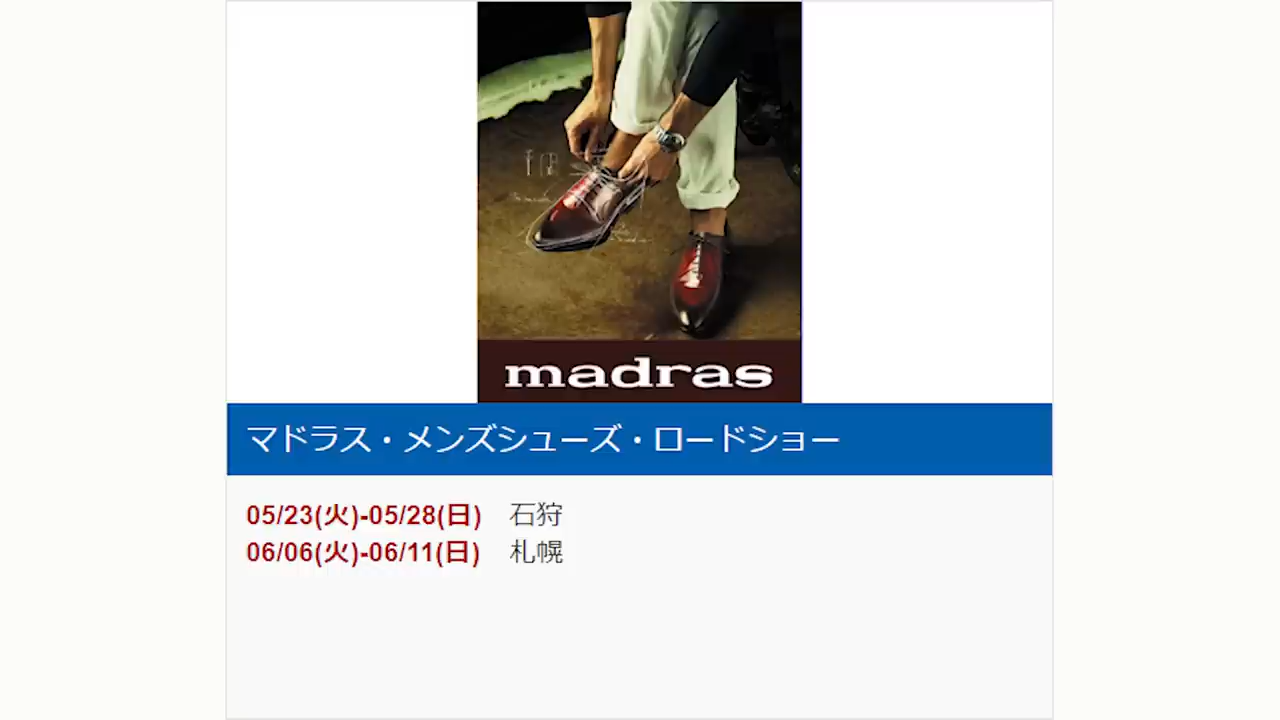 madras
マドラス・メンズシューズ・ロードショー
05/23(火)-05/28(日) 石狩
06/06(火)-06/11(日) 札幌